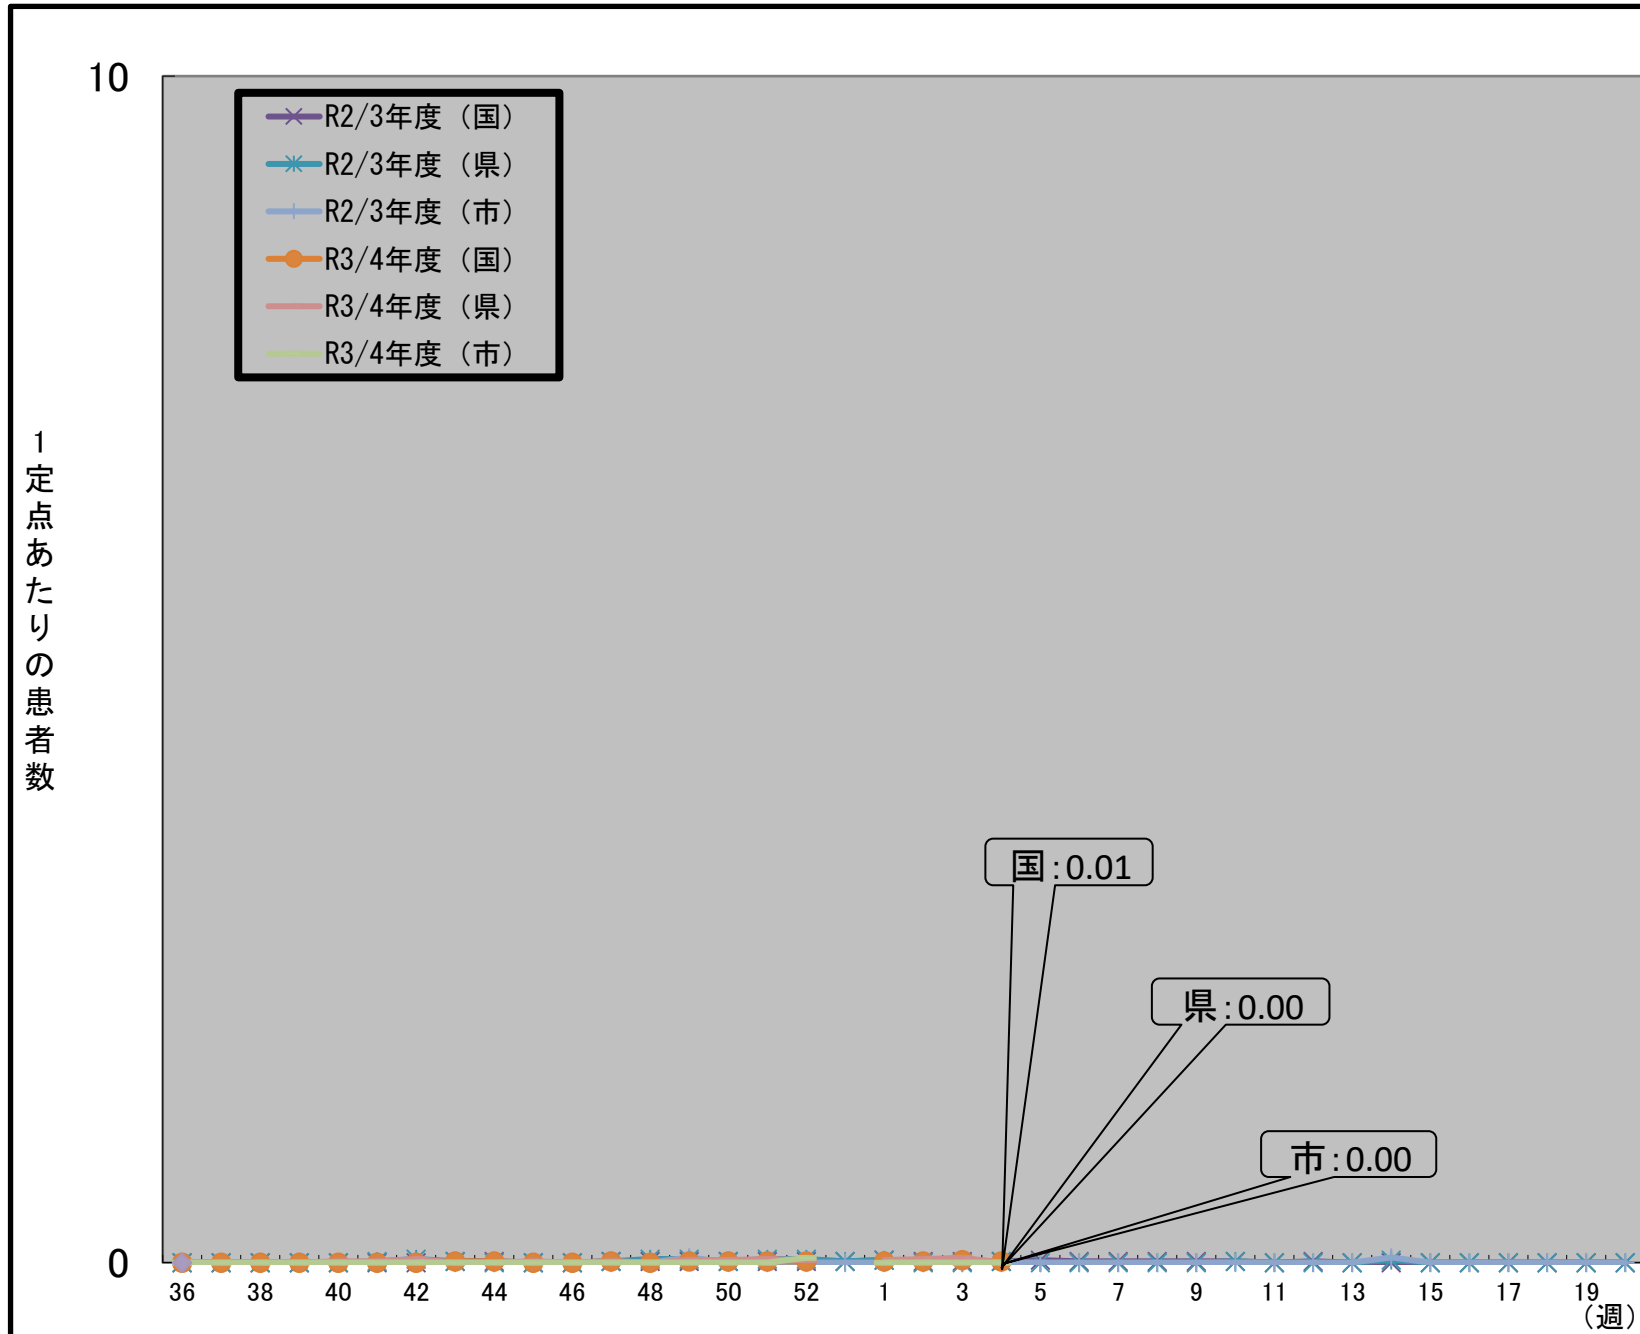 10
R2/3年度（国）
R2/3年度（県）
R2/3年度（市）
R3/4年度（国）
R3/4年度（県）
R3/4年度（市）
1定点あたりの患者数
国:0.01
県:0.00
市:0.00
0
36 38 40 42 44 46 48 50 52 1 3 5 7 9 11 13 15 17 19
（週）